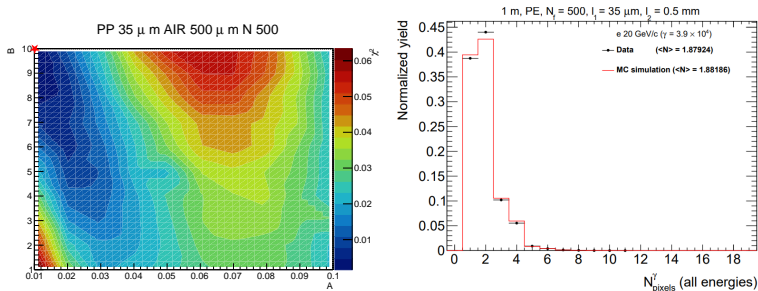 PP 35 μ m AIR 500 μ m N 500
B
10
9
8
7
6
5
4
3
2
1
0.01 0.02 0.03 0.04 0.05 0.06 0.07 0.08 0.09 0.1
A
χ²
0.06
0.05
0.04
0.03
0.02
0.01
1 m, PE, Nf = 500, l1 = 35 μm, l2 = 0.5 mm
Normalized yield
0.45
0.4
0.35
0.3
0.25
0.2
0.15
0.1
0.05
0
e 20 GeV/c (γ = 3.9 × 10⁴)
Data (<N> = 1.87924)
MC simulation (<N> = 1.88186)
0 2 4 6 8 10 12 14 16 18
N^γ_pixels (all energies)